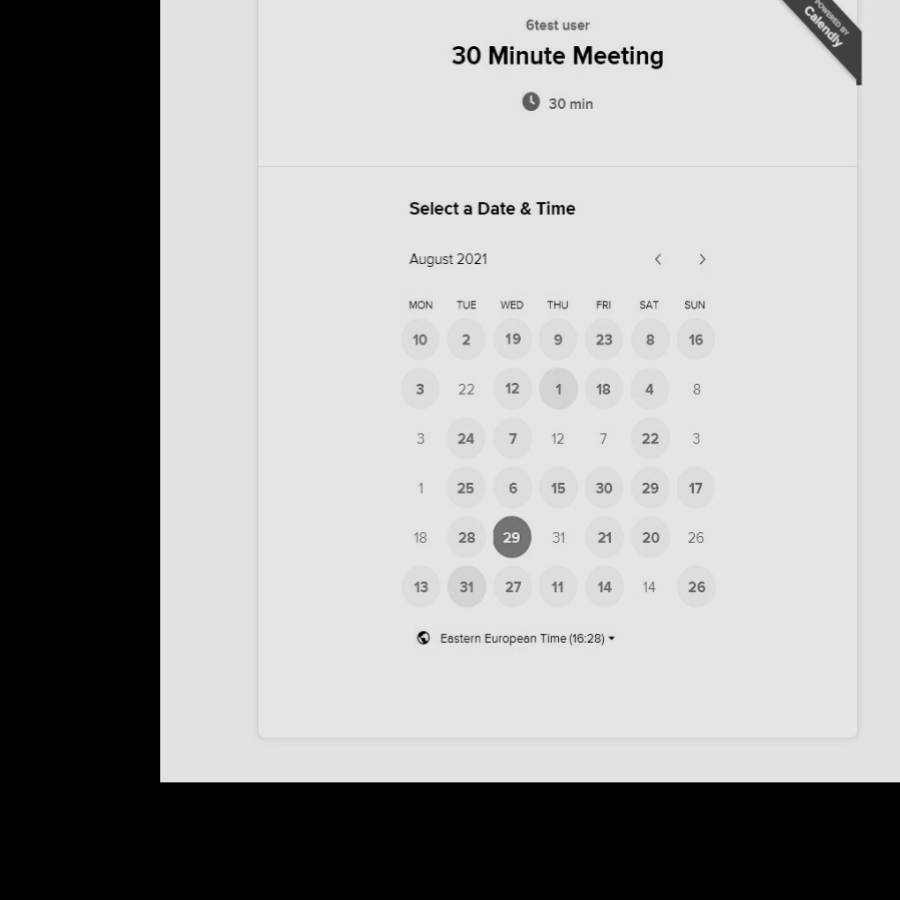 POWERED BY
Calendly
6test user
30 Minute Meeting
30 min
Select a Date & Time
August 2021
MON TUE WED THU FRI SAT SUN
10 2 19 9 23 8 16
3 22 12 1 18 4 8
3 24 7 12 7 22 3
1 25 6 15 30 29 17
18 28 29 31 21 20 26
13 31 27 11 14 14 26
Eastern European Time (16:28)